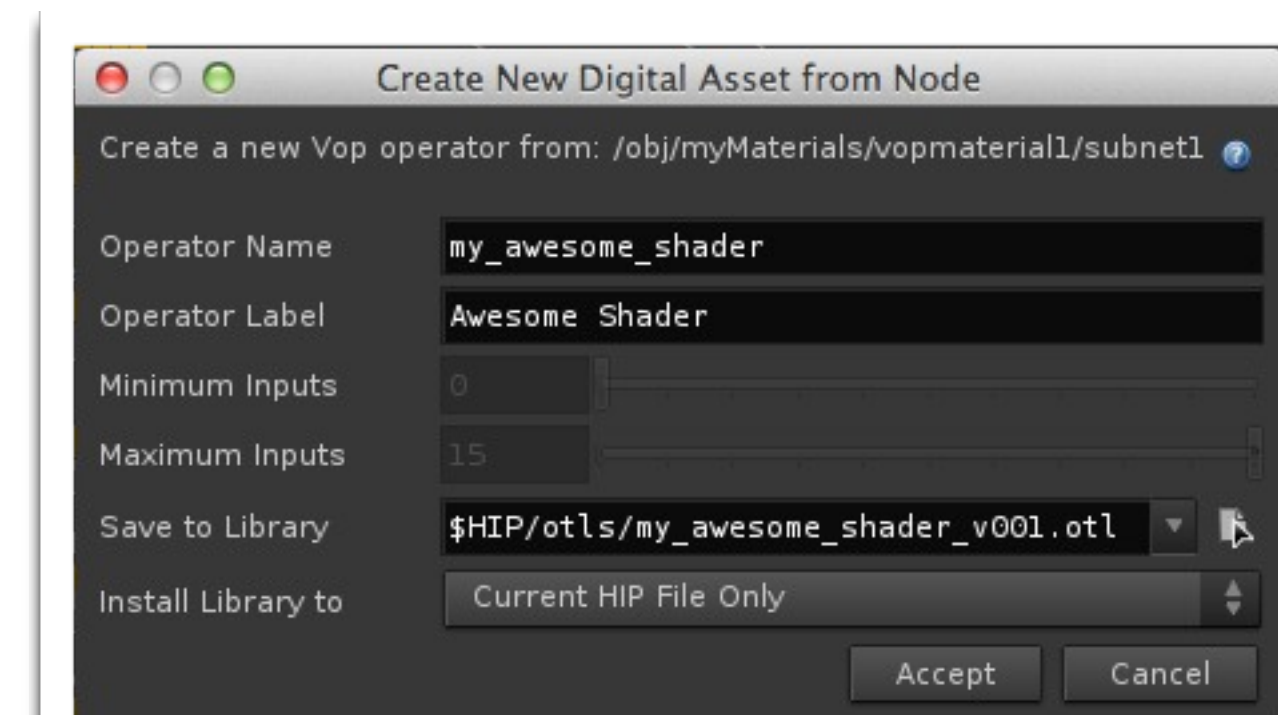 Create New Digital Asset from Node
Create a new Vop operator from: /obj/myMaterials/vopmaterial1/subnet1
Operator Name my_awesome_shader
Operator Label Awesome Shader
Minimum Inputs 0
Maximum Inputs 15
Save to Library $HIP/otls/my_awesome_shader_v001.otl
Install Library to Current HIP File Only
Accept Cancel